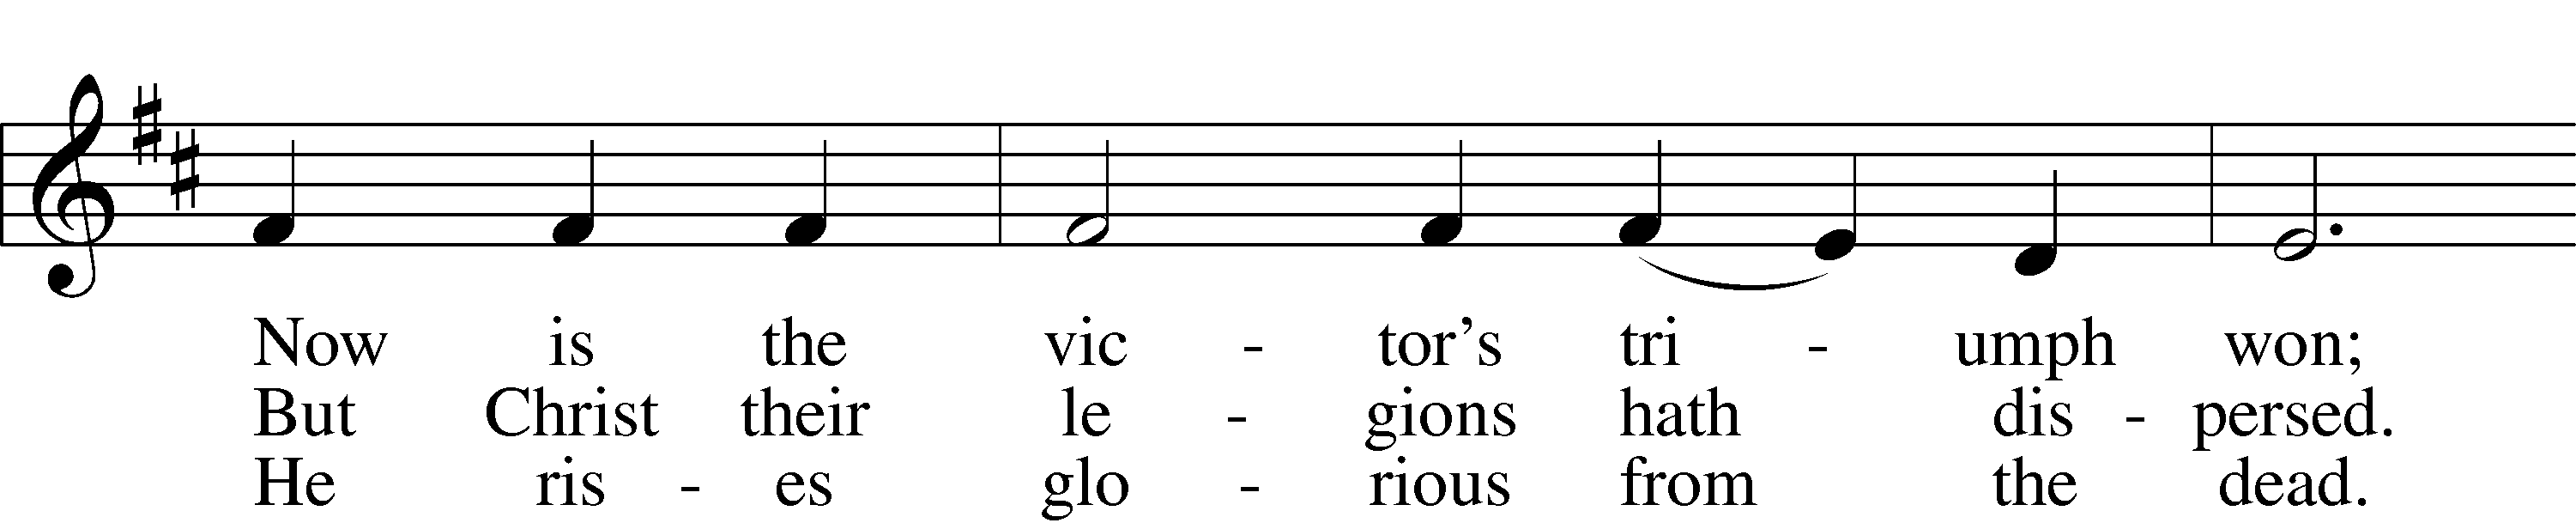 Now is the vic - tor's tri - umph won;
But Christ their le - gions hath dis - persed.
He ris - es glo - rious from the dead.